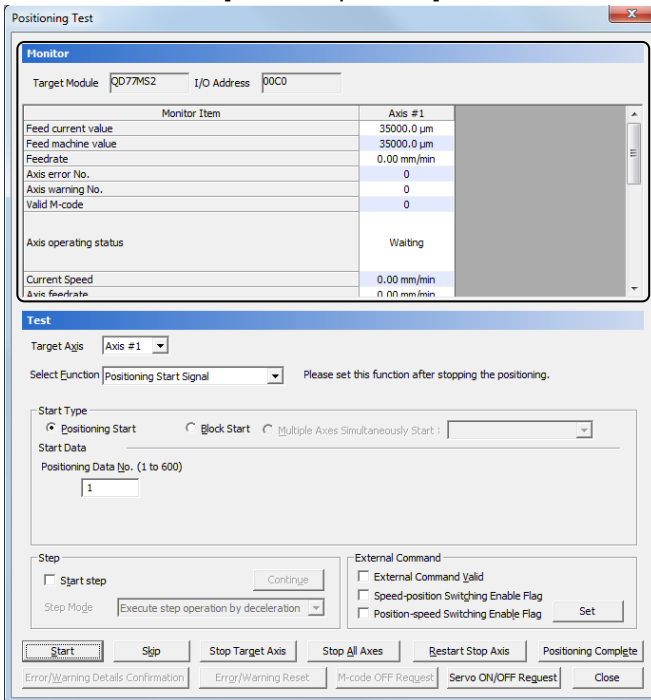 Positioning Test
Monitor
Target Module QD77MS2 I/O Address 00C0
Monitor Item Axis #1
Feed current value 35000.0 µm
Feed machine value 35000.0 µm
Feedrate 0.00 mm/min
Axis error No. 0
Axis warning No. 0
Valid M-code 0
Axis operating status Waiting
Current Speed 0.00 mm/min
Axis feedrate 0.00 mm/min
Test
Target Axis Axis #1
Select Function Positioning Start Signal Please set this function after stopping the positioning.
Start Type
Positioning Start Block Start Multiple Axes Simultaneously Start :
Start Data
Positioning Data No. (1 to 600)
1
Step External Command
Start step Continue External Command Valid
Speed-position Switching Enable Flag
Step Mode Execute step operation by deceleration Position-speed Switching Enable Flag Set
Start Skip Stop Target Axis Stop All Axes Restart Stop Axis Positioning Complete
Error/Warning Details Confirmation Error/Warning Reset M-code OFF Request Servo ON/OFF Request Close